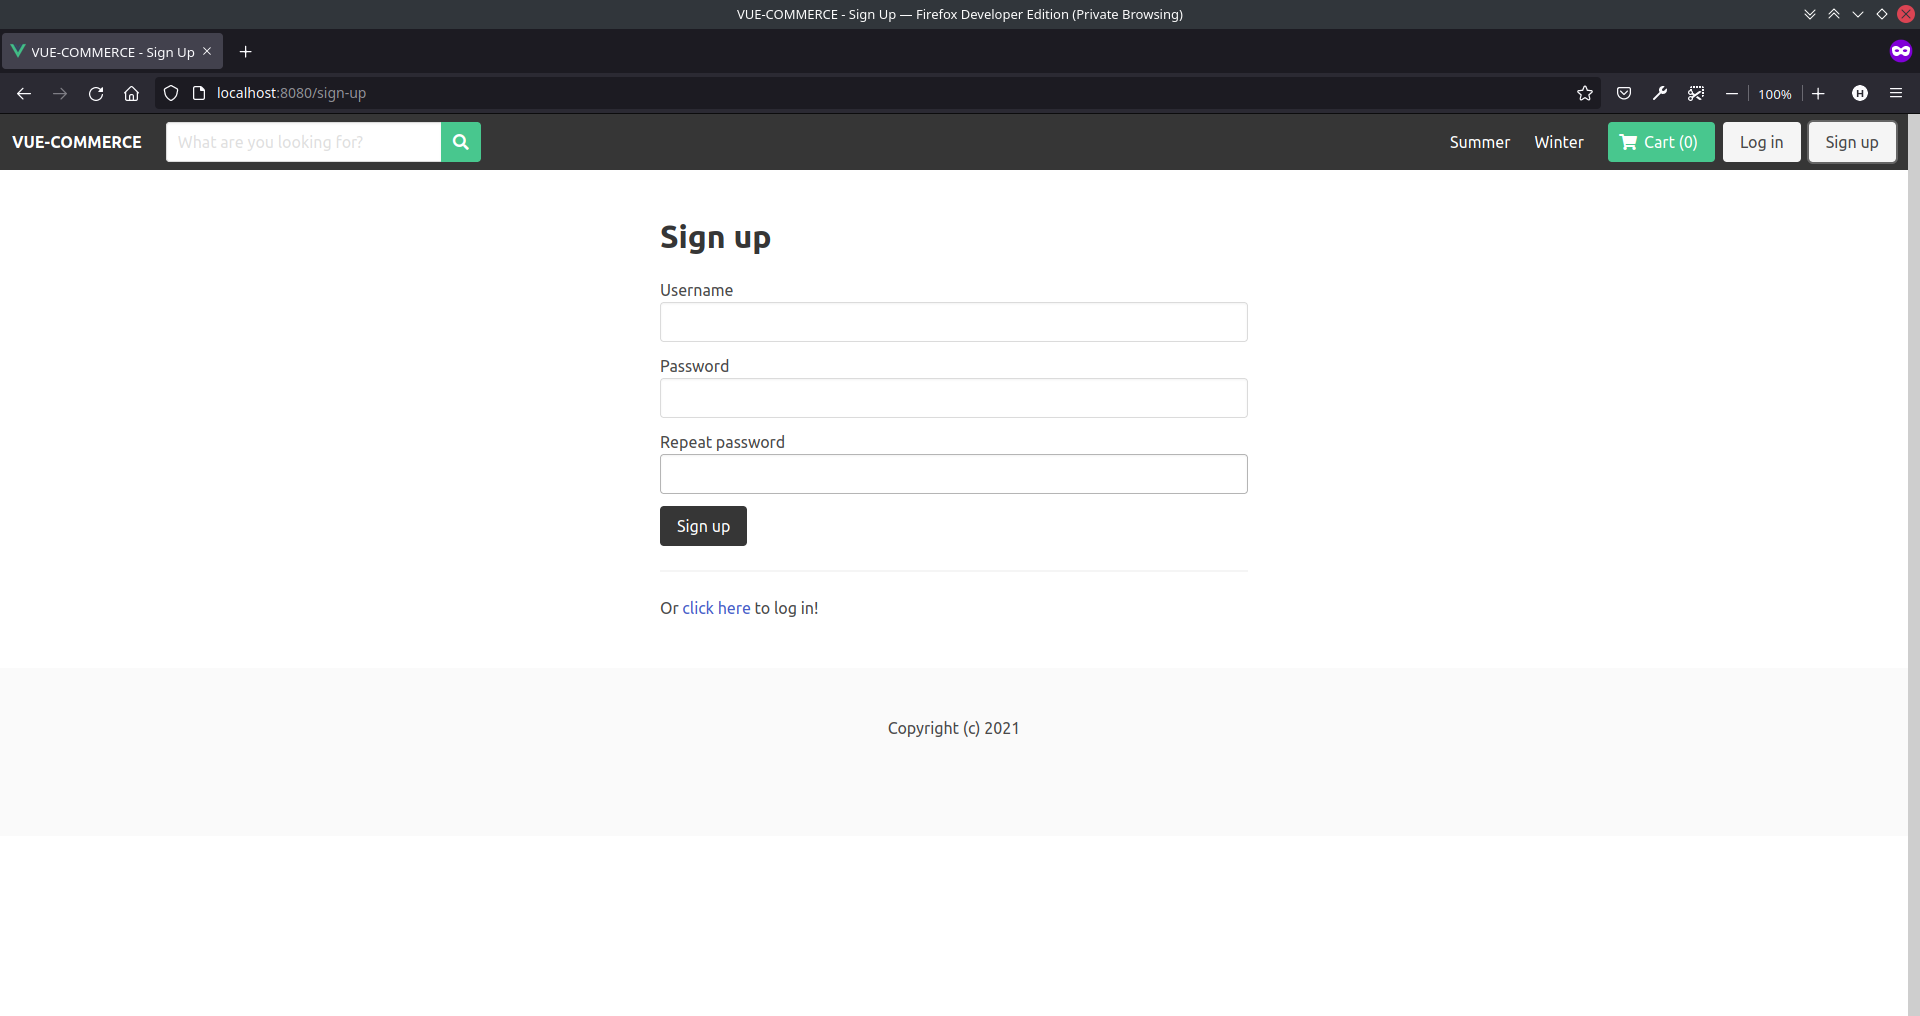 VUE-COMMERCE - Sign Up — Firefox Developer Edition (Private Browsing)
VUE-COMMERCE - Sign Up
localhost:8080/sign-up
100%
VUE-COMMERCE
What are you looking for?
Summer
Winter
Cart (0)
Log in
Sign up
Sign up
Username
Password
Repeat password
Sign up
Or click here to log in!
Copyright (c) 2021